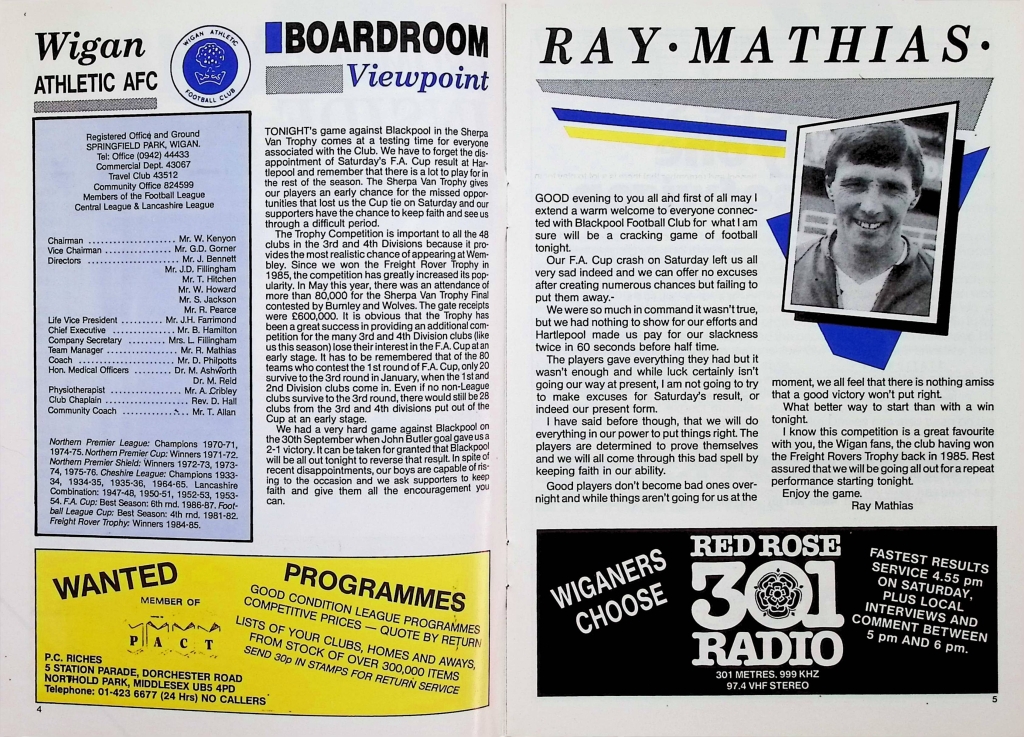 Wigan
ATHLETIC AFC
WIGAN ATHLETIC
FOOTBALL CLUB
Registered Office and Ground
SPRINGFIELD PARK, WIGAN.
Tel: Office (0942) 44433
Commercial Dept. 43067
Travel Club 43512
Community Office 824599
Members of the Football League
Central League & Lancashire League
Chairman .......................... Mr. W. Kenyon
Vice Chairman .................. Mr. G.D. Gorner
Directors ........................... Mr. J. Bennett
Mr. J.D. Fillingham
Mr. T. Hitchen
Mr. W. Howard
Mr. S. Jackson
Mr. R. Pearce
Life Vice President .......... Mr. J.H. Farrimond
Chief Executive ................ Mr. B. Hamilton
Company Secretary ......... Mrs. L. Fillingham
Team Manager .................. Mr. R. Mathias
Coach ................................ Mr. D. Philpotts
Hon. Medical Officers ....... Dr. M. Ashworth
Dr. M. Reid
Physiotherapist ................. Mr. A. Cribley
Club Chaplain .................... Rev. D. Hall
Community Coach ............. Mr. T. Allan
Northern Premier League: Champions 1970-71,
1974-75. Northern Premier Cup: Winners 1971-72.
Northern Premier Shield: Winners 1972-73, 1973-
74, 1975-76. Cheshire League: Champions 1933-
34, 1934-35, 1935-36, 1964-65. Lancashire
Combination: 1947-48, 1950-51, 1952-53, 1953-
54. F.A. Cup: Best Season: 6th rnd. 1986-87. Foot-
ball League Cup: Best Season: 4th rnd. 1981-82.
Freight Rover Trophy: Winners 1984-85.
BOARDROOM
Viewpoint
TONIGHT's game against Blackpool in the Sherpa
Van Trophy comes at a testing time for everyone
associated with the Club. We have to forget the dis-
appointment of Saturday's F.A. Cup result at Har-
tlepool and remember that there is a lot to play for in
the rest of the season. The Sherpa Van Trophy gives
our players an early chance for the missed oppor-
tunities that lost us the Cup tie on Saturday and our
supporters have the chance to keep faith and see us
through a difficult period.
The Trophy Competition is important to all the 48
clubs in the 3rd and 4th Divisions because it pro-
vides the most realistic chance of appearing at Wem-
bley. Since we won the Freight Rover Trophy in
1985, the competition has greatly increased its pop-
ularity. In May this year, there was an attendance of
more than 80,000 for the Sherpa Van Trophy Final
contested by Burnley and Wolves. The gate receipts
were £600,000. It is obvious that the Trophy has
been a great success in providing an additional com-
petition for the many 3rd and 4th Division clubs (like
us this season) lose their interest in the F.A. Cup at an
early stage. It has to be remembered that of the 80
teams who contest the 1st round of F.A. Cup, only 20
survive to the 3rd round in January, when the 1st and
2nd Division clubs come in. Even if no non-League
clubs survive to the 3rd round, there would still be 28
clubs from the 3rd and 4th divisions put out of the
Cup at an early stage.
We had a very hard game against Blackpool on
the 30th September when John Butler goal gave us a
2-1 victory. It can be taken for granted that Blackpool
will be all out tonight to reverse that result. In spite of
recent disappointments, our boys are capable of ris-
ing to the occasion and we ask supporters to keep
faith and give them all the encouragement you
can.
WANTED
MEMBER OF
PACT
P.C. RICHES
5 STATION PARADE, DORCHESTER ROAD
NORTHOLD PARK, MIDDLESEX UB5 4PD
Telephone: 01-423 6677 (24 Hrs) NO CALLERS
PROGRAMMES
GOOD CONDITION LEAGUE PROGRAMMES
COMPETITIVE PRICES — QUOTE BY RETURN
LISTS OF YOUR CLUBS, HOMES AND AWAYS,
FROM STOCK OF OVER 300,000 ITEMS
SEND 30p IN STAMPS FOR RETURN SERVICE
4
RAY·MATHIAS·
GOOD evening to you all and first of all may I
extend a warm welcome to everyone connec-
ted with Blackpool Football Club for what I am
sure will be a cracking game of football
tonight.
Our F.A. Cup crash on Saturday left us all
very sad indeed and we can offer no excuses
after creating numerous chances but failing to
put them away.-
We were so much in command it wasn't true,
but we had nothing to show for our efforts and
Hartlepool made us pay for our slackness
twice in 60 seconds before half time.
The players gave everything they had but it
wasn't enough and while luck certainly isn't
going our way at present, I am not going to try
to make excuses for Saturday's result, or
indeed our present form.
I have said before though, that we will do
everything in our power to put things right. The
players are determined to prove themselves
and we will all come through this bad spell by
keeping faith in our ability.
Good players don't become bad ones over-
night and while things aren't going for us at the
moment, we all feel that there is nothing amiss
that a good victory won't put right.
What better way to start than with a win
tonight.
I know this competition is a great favourite
with you, the Wigan fans, the club having won
the Freight Rovers Trophy back in 1985. Rest
assured that we will be going all out for a repeat
performance starting tonight.
Enjoy the game.
Ray Mathias
WIGANERS
CHOOSE
RED ROSE
301
RADIO
301 METRES. 999 KHZ
97.4 VHF STEREO
FASTEST RESULTS
SERVICE 4.55 pm
ON SATURDAY,
PLUS LOCAL
INTERVIEWS AND
COMMENT BETWEEN
5 pm AND 6 pm.
5